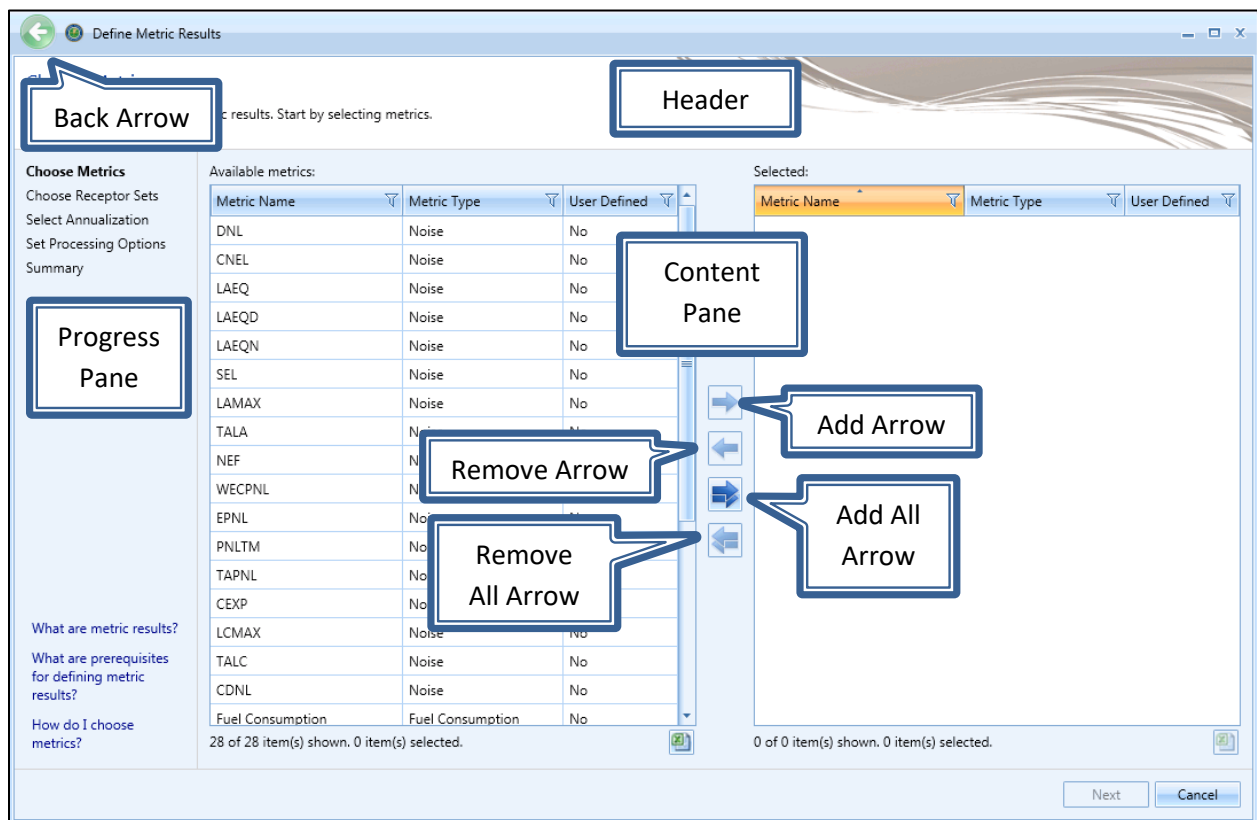 Define Metric Results
Back Arrow
results. Start by selecting metrics.
Header
Choose Metrics
Choose Receptor Sets
Select Annualization
Set Processing Options
Summary
Progress
Pane
What are metric results?
What are prerequisites
for defining metric
results?
How do I choose
metrics?
Available metrics:
Metric Name Metric Type User Defined
DNL Noise No
CNEL Noise No
LAEQ Noise No
LAEQD Noise No
LAEQN Noise No
SEL Noise No
LAMAX Noise No
TALA
NEF
WECPNL
EPNL
PNLTM
TAPNL
CEXP
LCMAX Noise No
TALC Noise No
CDNL Noise No
Fuel Consumption Fuel Consumption No
28 of 28 item(s) shown. 0 item(s) selected.
Content
Pane
Add Arrow
Remove Arrow
Add All
Arrow
Remove
All Arrow
Selected:
Metric Name Metric Type User Defined
0 of 0 item(s) shown. 0 item(s) selected.
Next Cancel